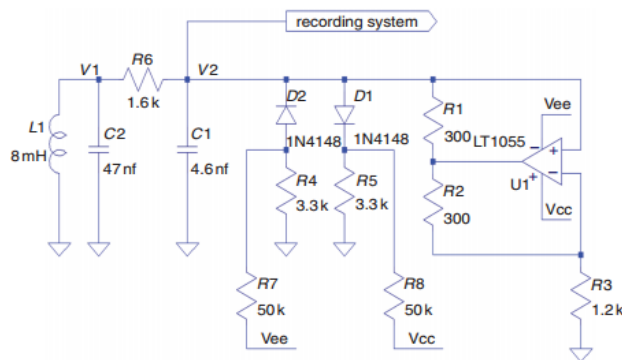 recording system
V1
R6
V2
1.6 k
L1
8 mH
C2
47 nf
C1
4.6 nf
D2
D1
1N4148
1N4148
R4
3.3 k
R5
3.3 k
R1
300
R2
300
LT1055
Vee
U1
Vcc
R3
1.2 k
R7
50 k
Vee
R8
50 k
Vcc